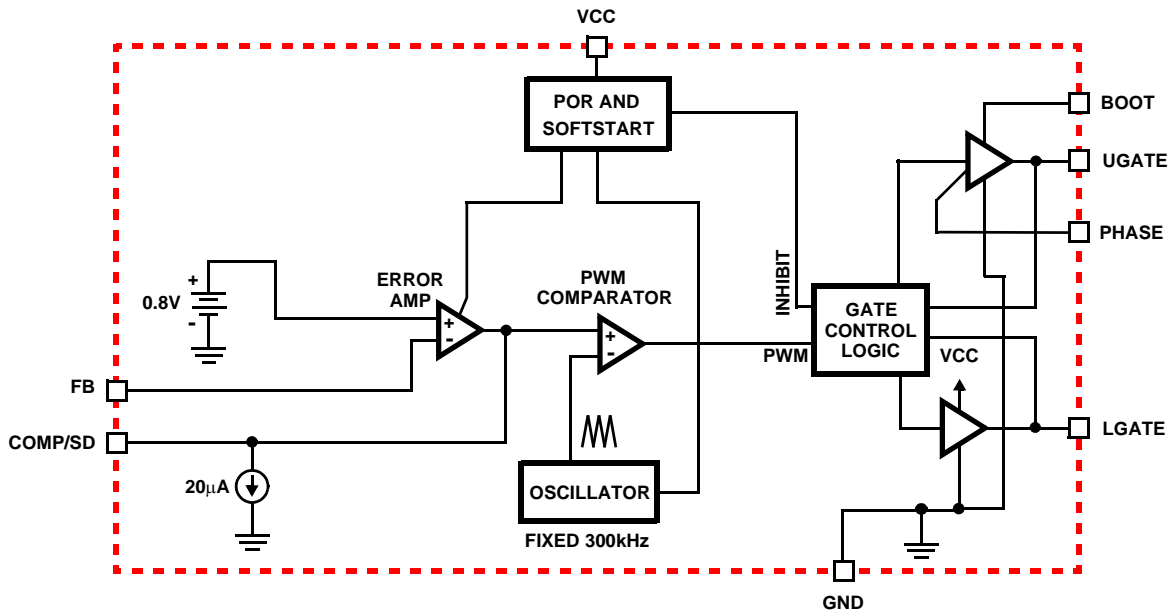 VCC
POR AND
SOFTSTART
BOOT
UGATE
PHASE
INHIBIT
+
0.8V
-
ERROR
AMP
+
-
PWM
COMPARATOR
+
-
PWM
GATE
CONTROL
LOGIC
VCC
FB
COMP/SD
LGATE
20μA
OSCILLATOR
FIXED 300kHz
GND